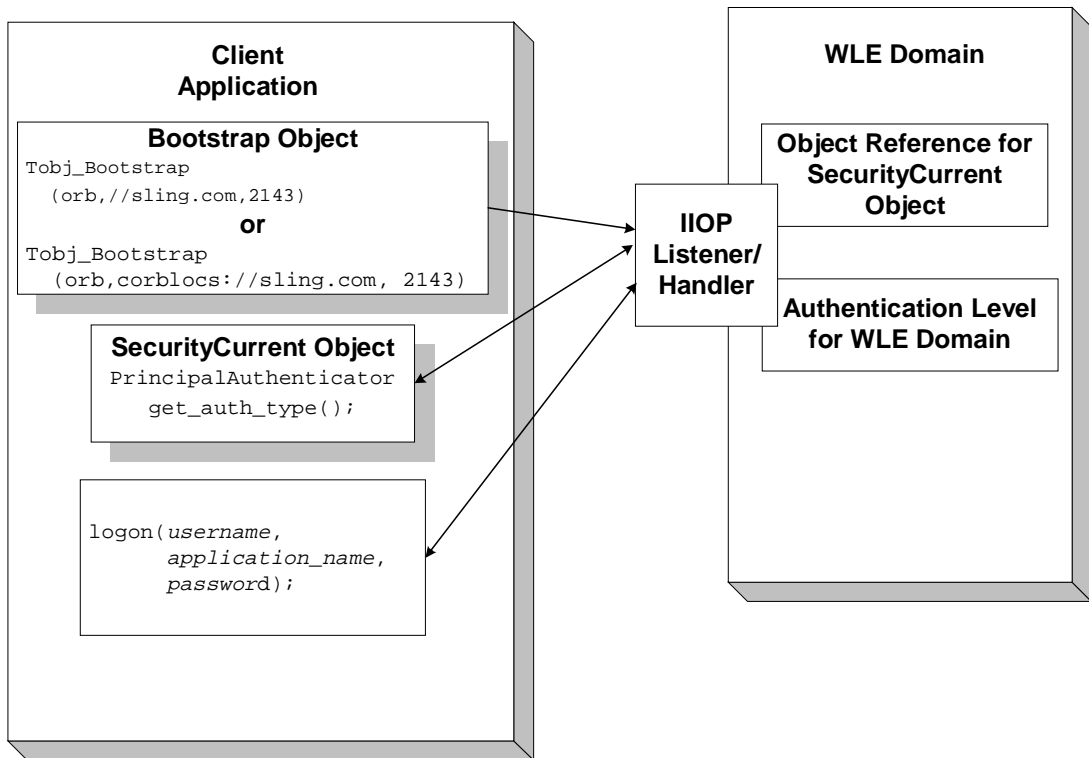 Client
Application
Bootstrap Object
Tobj_Bootstrap
(orb,//sling.com,2143)
or
Tobj_Bootstrap
(orb,corblocs://sling.com, 2143)
SecurityCurrent Object
PrincipalAuthenticator
get_auth_type();
logon(username,
application_name,
password);
IIOP
Listener/
Handler
WLE Domain
Object Reference for
SecurityCurrent
Object
Authentication Level
for WLE Domain